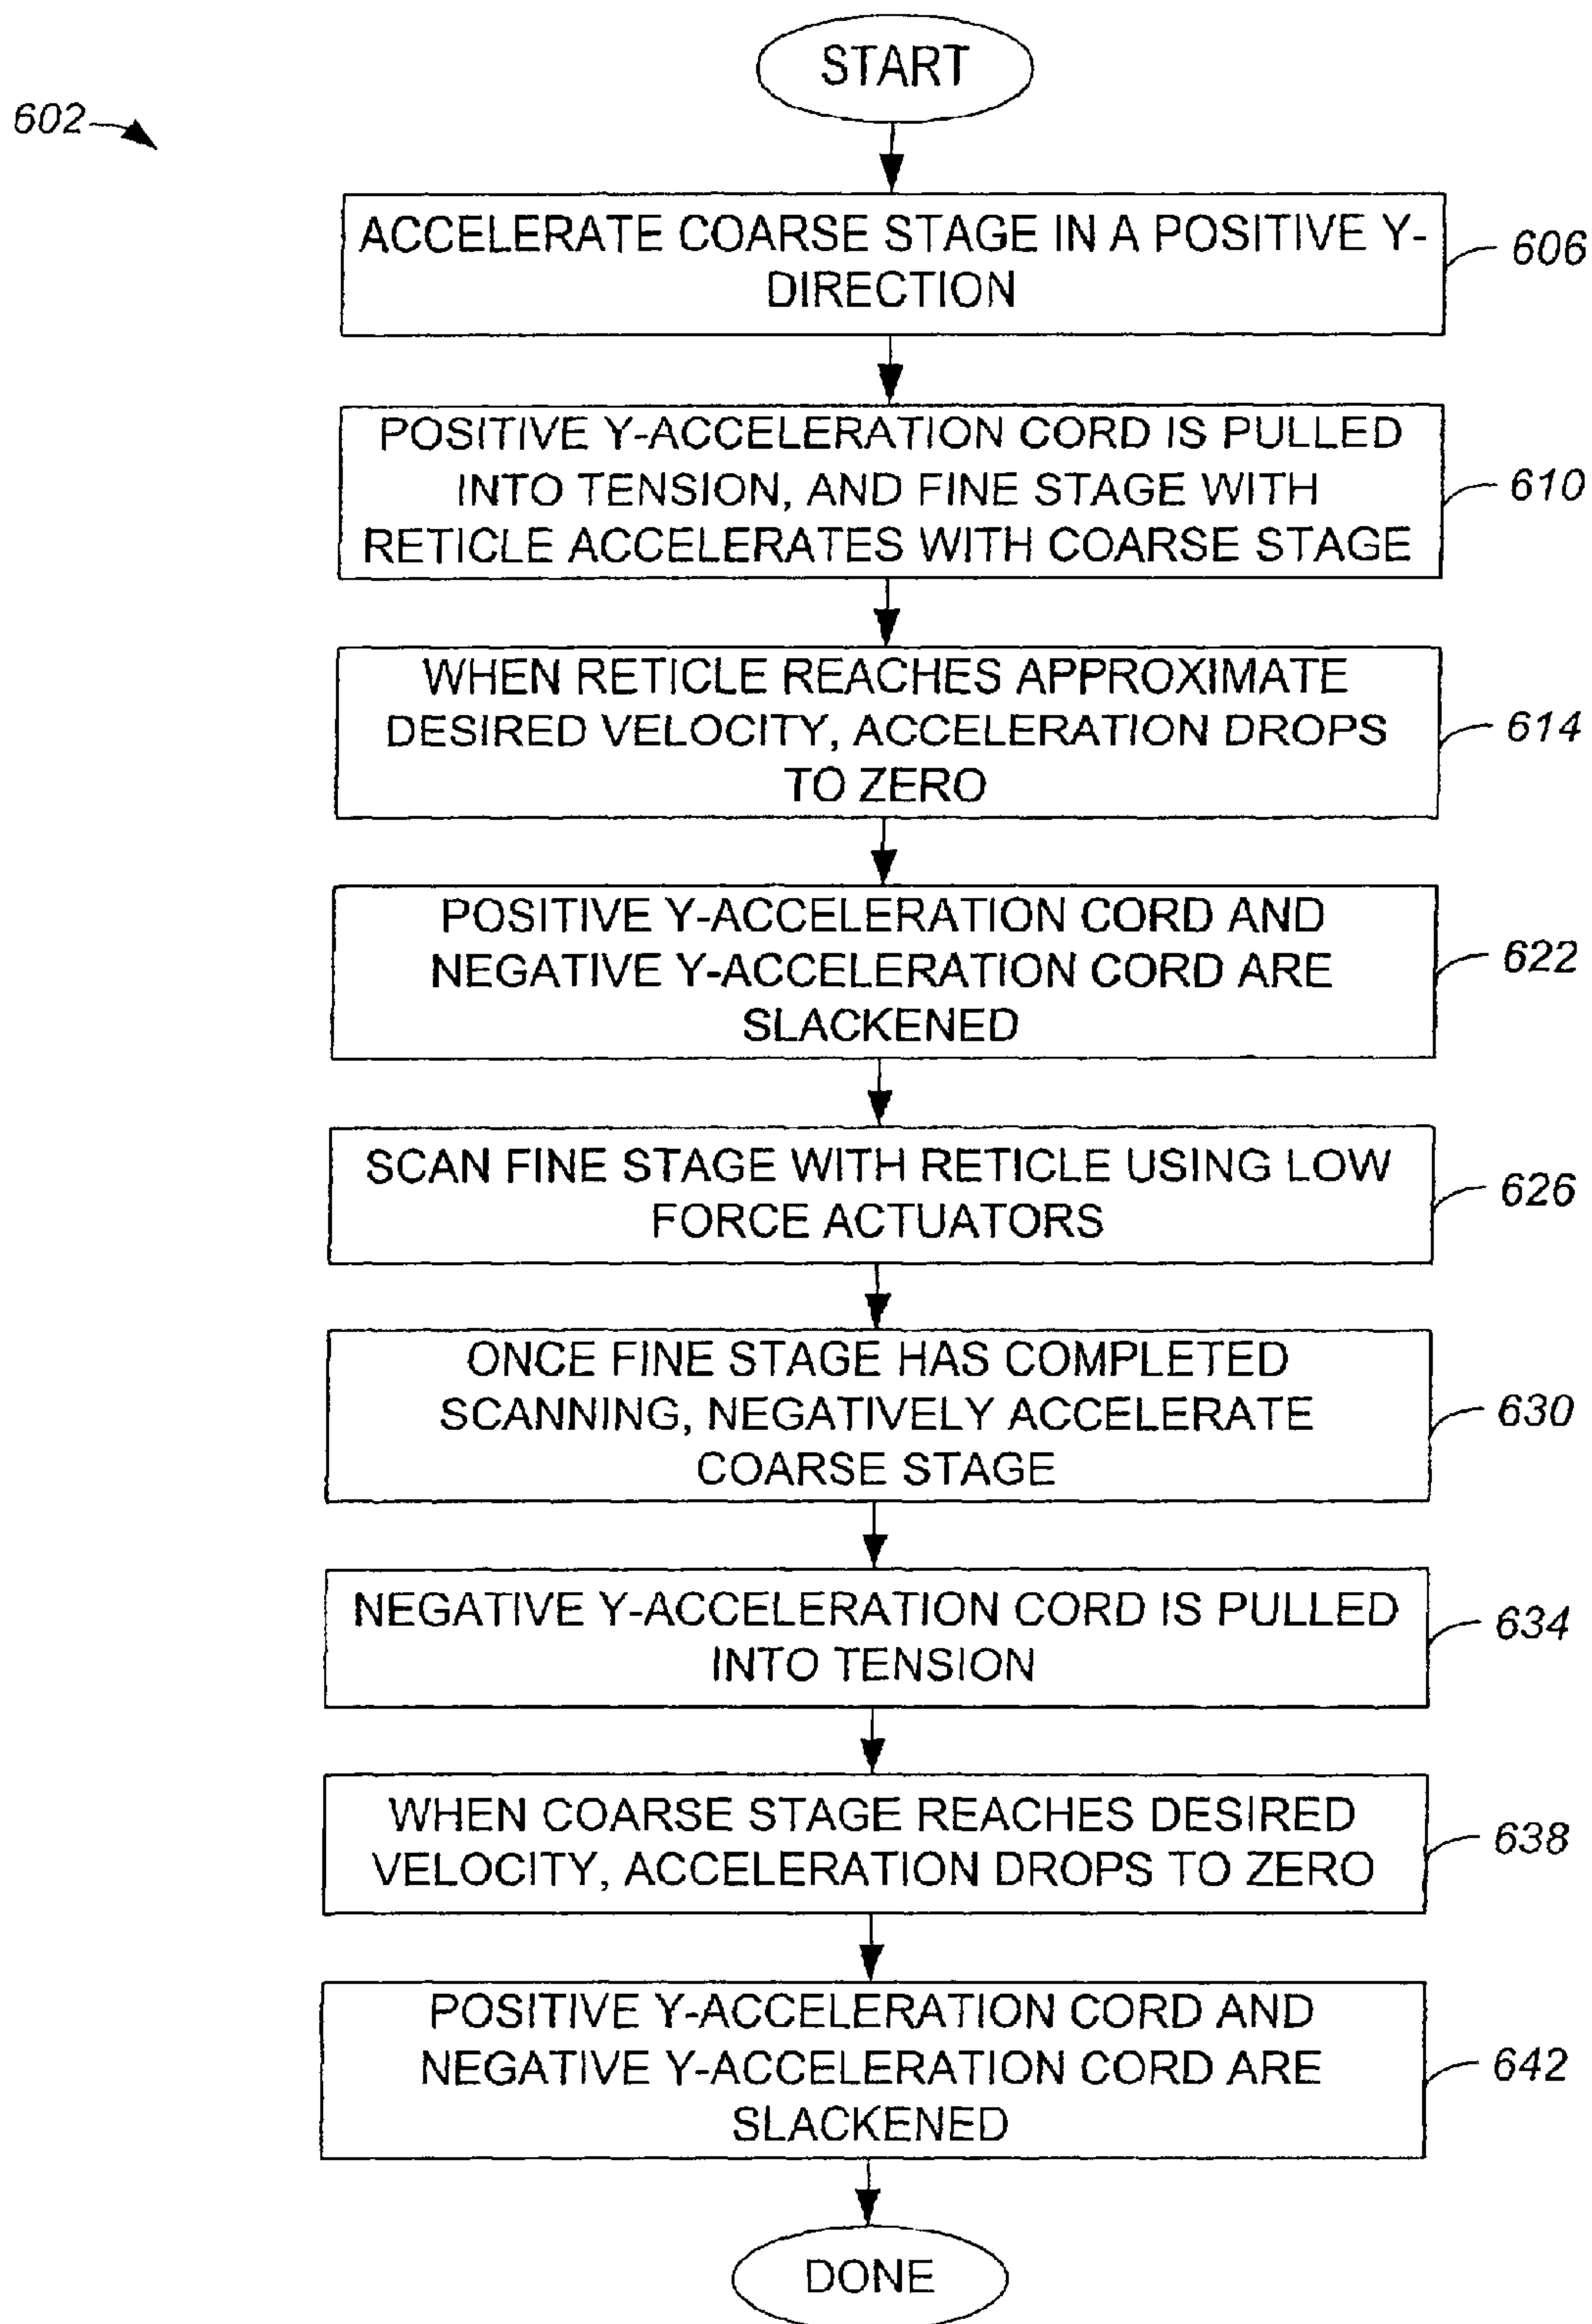 START
602
ACCELERATE COARSE STAGE IN A POSITIVE Y-
DIRECTION
606
POSITIVE Y-ACCELERATION CORD IS PULLED
INTO TENSION, AND FINE STAGE WITH
RETICLE ACCELERATES WITH COARSE STAGE
610
WHEN RETICLE REACHES APPROXIMATE
DESIRED VELOCITY, ACCELERATION DROPS
TO ZERO
614
POSITIVE Y-ACCELERATION CORD AND
NEGATIVE Y-ACCELERATION CORD ARE
SLACKENED
622
SCAN FINE STAGE WITH RETICLE USING LOW
FORCE ACTUATORS
626
ONCE FINE STAGE HAS COMPLETED
SCANNING, NEGATIVELY ACCELERATE
COARSE STAGE
630
NEGATIVE Y-ACCELERATION CORD IS PULLED
INTO TENSION
634
WHEN COARSE STAGE REACHES DESIRED
VELOCITY, ACCELERATION DROPS TO ZERO
638
POSITIVE Y-ACCELERATION CORD AND
NEGATIVE Y-ACCELERATION CORD ARE
SLACKENED
642
DONE